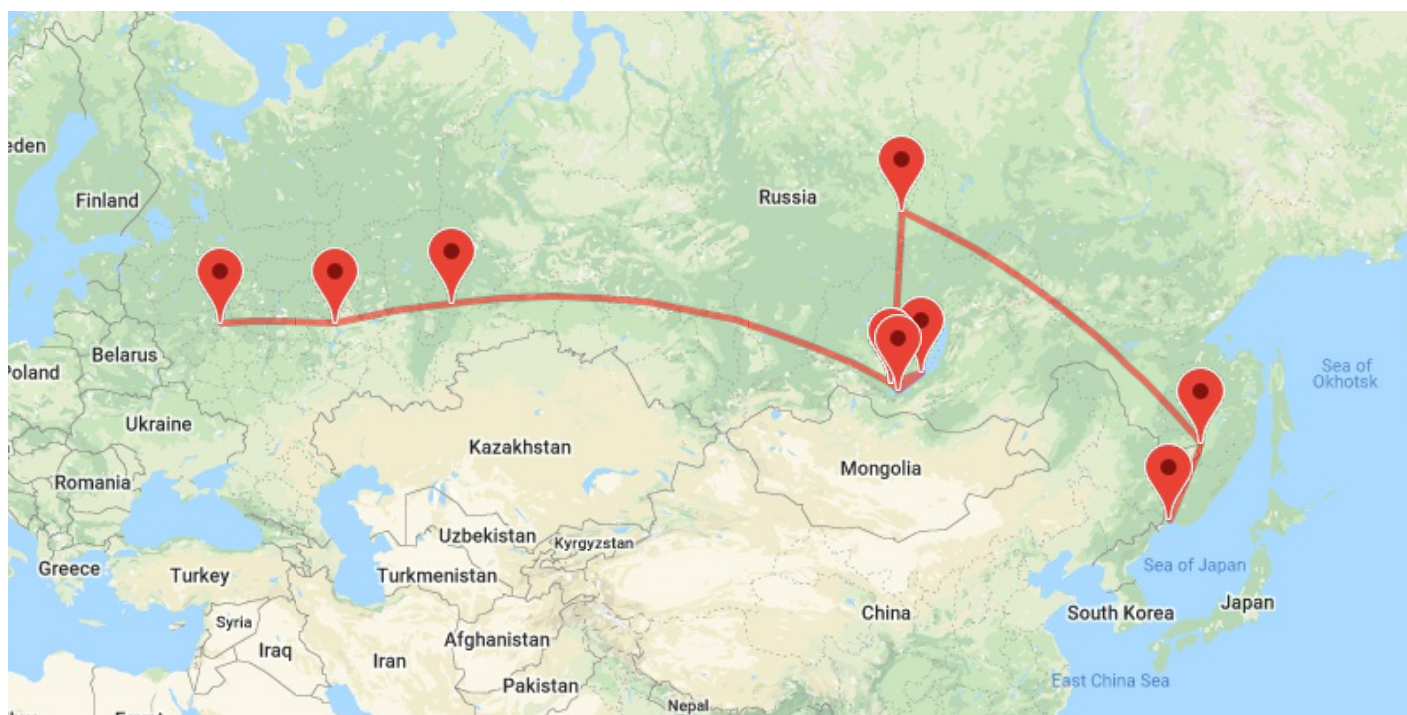 eden
Finland
Russia
Belarus
Poland
Sea of
Okhotsk
Ukraine
Kazakhstan
Mongolia
Romania
Uzbekistan
Kyrgyzstan
Greece
Turkey
Turkmenistan
Sea of Japan
Syria
Afghanistan
China
South Korea
Japan
Iraq
Iran
Pakistan
East China Sea
Nepal